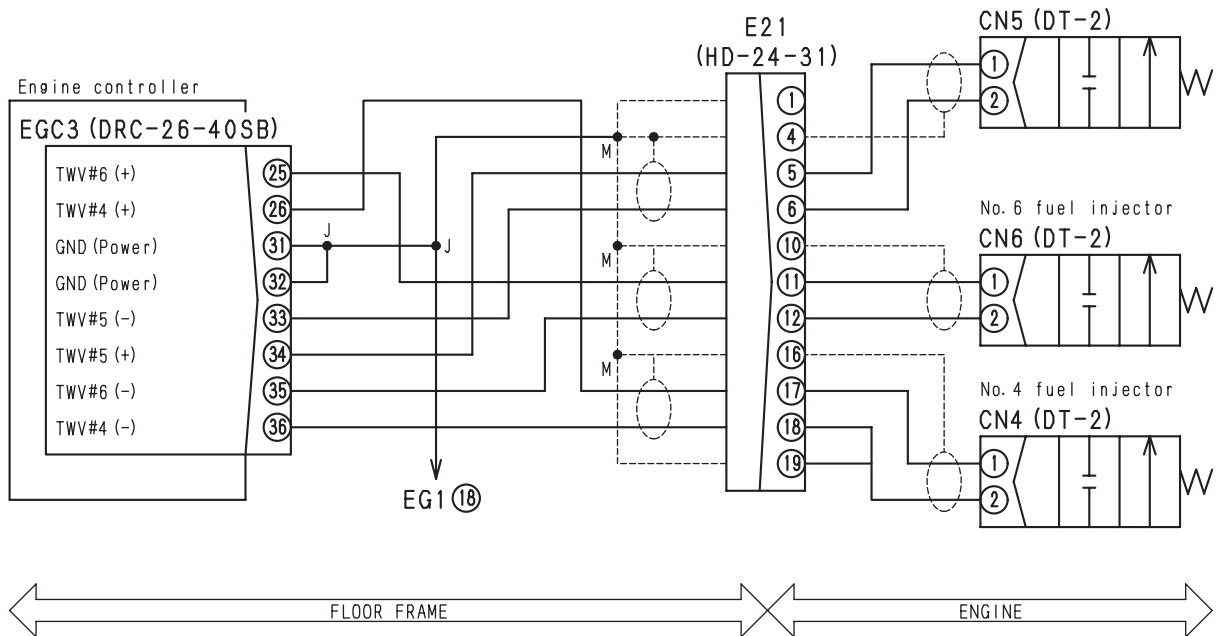 CN5 (DT-2)
E21
(HD-24-31)
Engine controller
EGC3 (DRC-26-40SB)
TWV#6 (+) 25
TWV#4 (+) 26
GND (Power) 31
GND (Power) 32
TWV#5 (-) 33
TWV#5 (+) 34
TWV#6 (-) 35
TWV#4 (-) 36
J
J
M
M
M
EG1 18
1
4
5
6
10
11
12
16
17
18
19
1
2
No. 6 fuel injector
CN6 (DT-2)
1
2
No. 4 fuel injector
CN4 (DT-2)
1
2
FLOOR FRAME
ENGINE